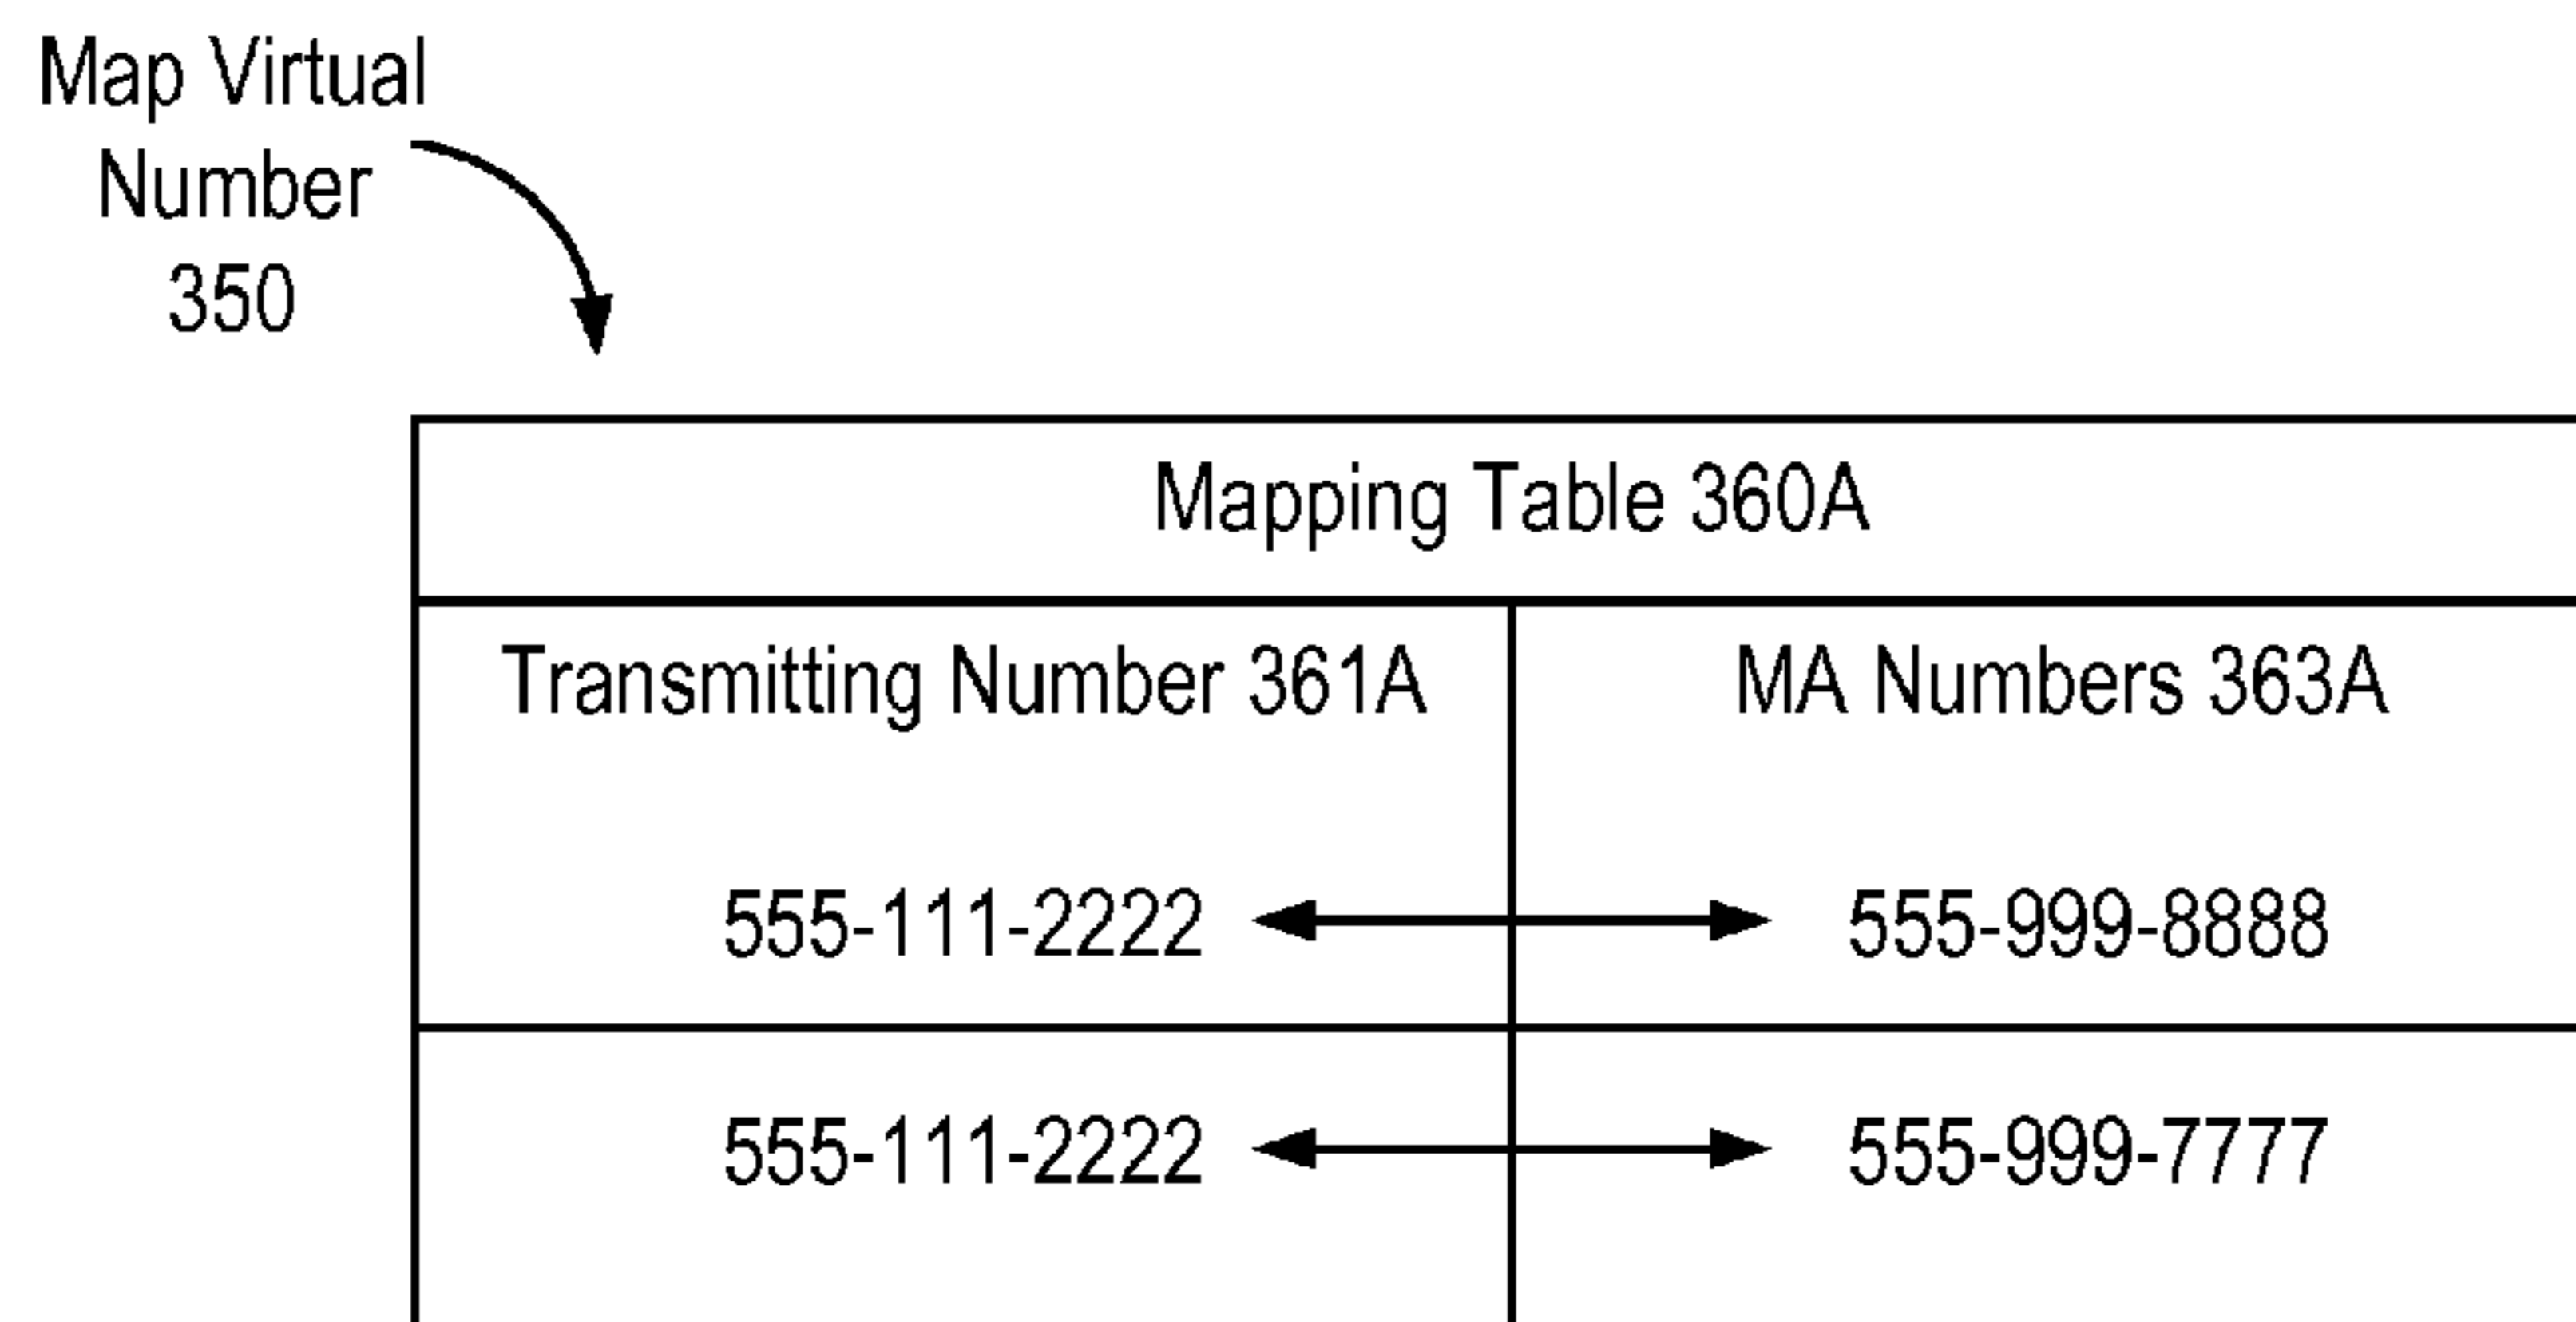 Map Virtual
Number
350
Mapping Table 360A
Transmitting Number 361A
MA Numbers 363A
555-111-2222
555-999-8888
555-111-2222
555-999-7777